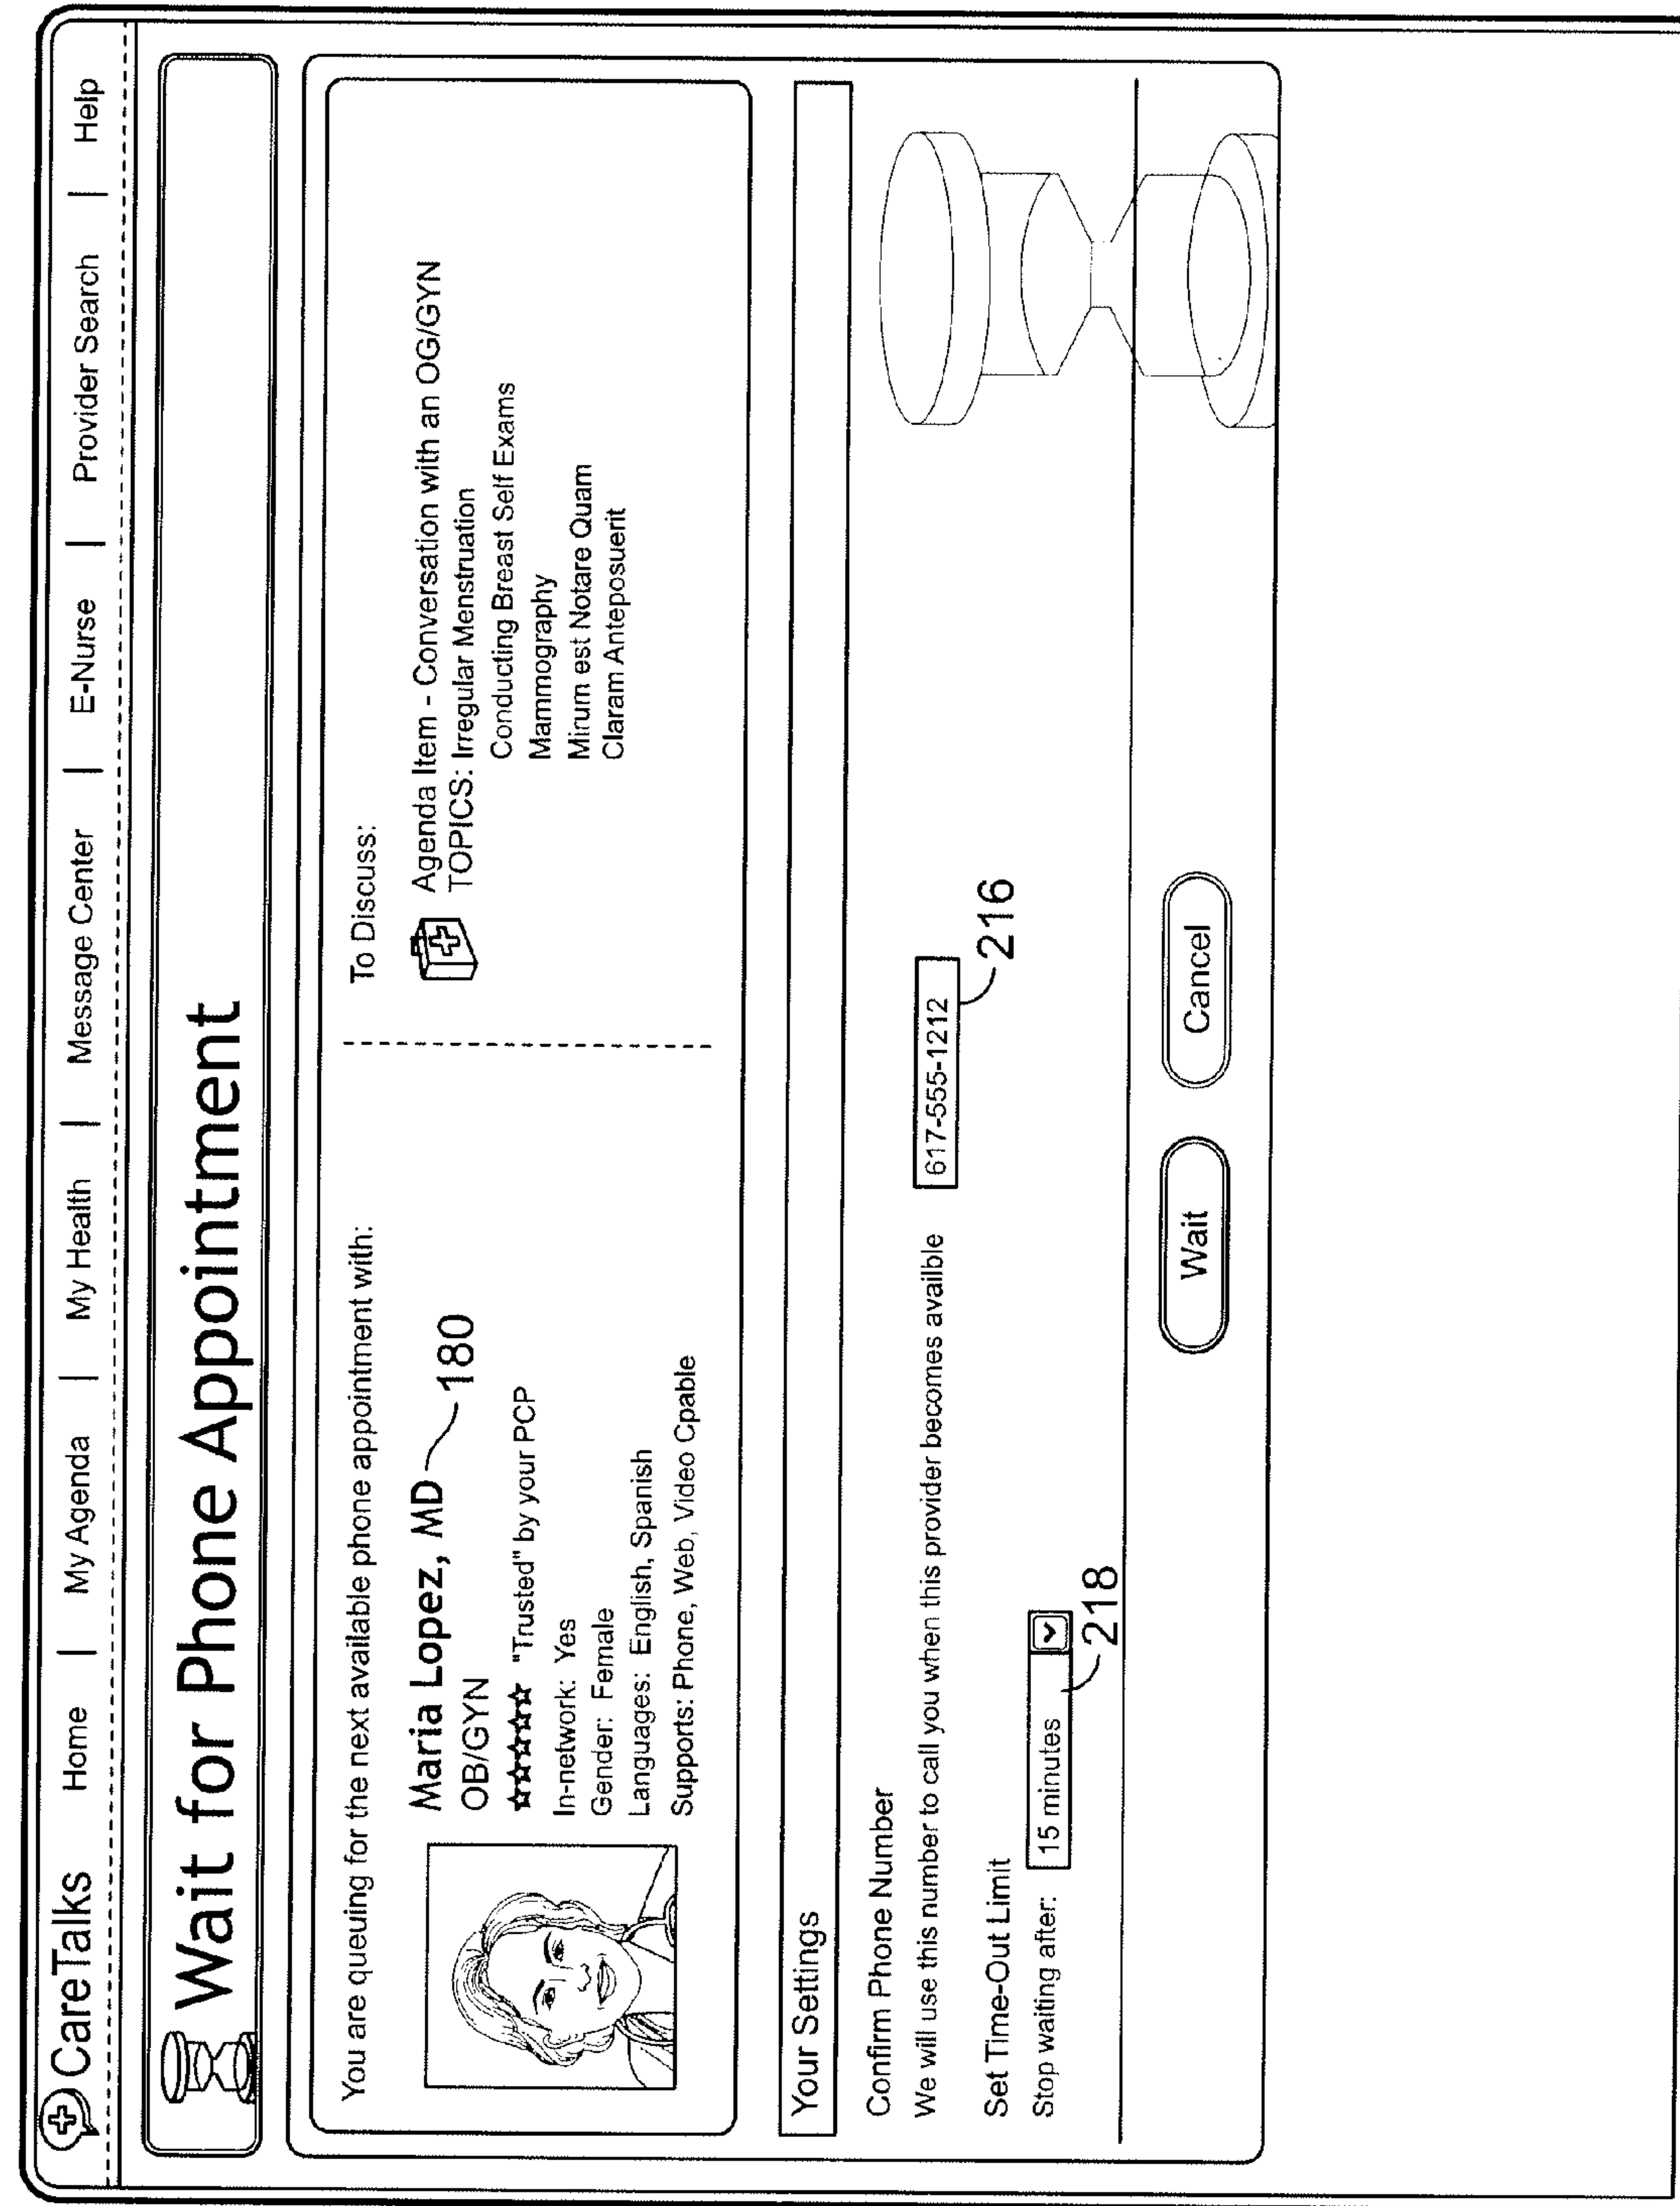 CareTalks Home | My Agenda | My Health | Message Center | E-Nurse | Provider Search | Help
Wait for Phone Appointment
You are queuing for the next available phone appointment with:
Maria Lopez, MD 180
OB/GYN
"Trusted" by your PCP
In-network: Yes
Gender: Female
Languages: English, Spanish
Supports: Phone, Web, Video Cpable
To Discuss:
Agenda Item - Conversation with an OG/GYN
TOPICS: Irregular Menstruation
Conducting Breast Self Exams
Mammography
Mirum est Notare Quam
Claram Anteposuerit
Your Settings
Confirm Phone Number
We will use this number to call you when this provider becomes availble 617-555-1212
216
Set Time-Out Limit
Stop waiting after: 15 minutes
218
Wait Cancel